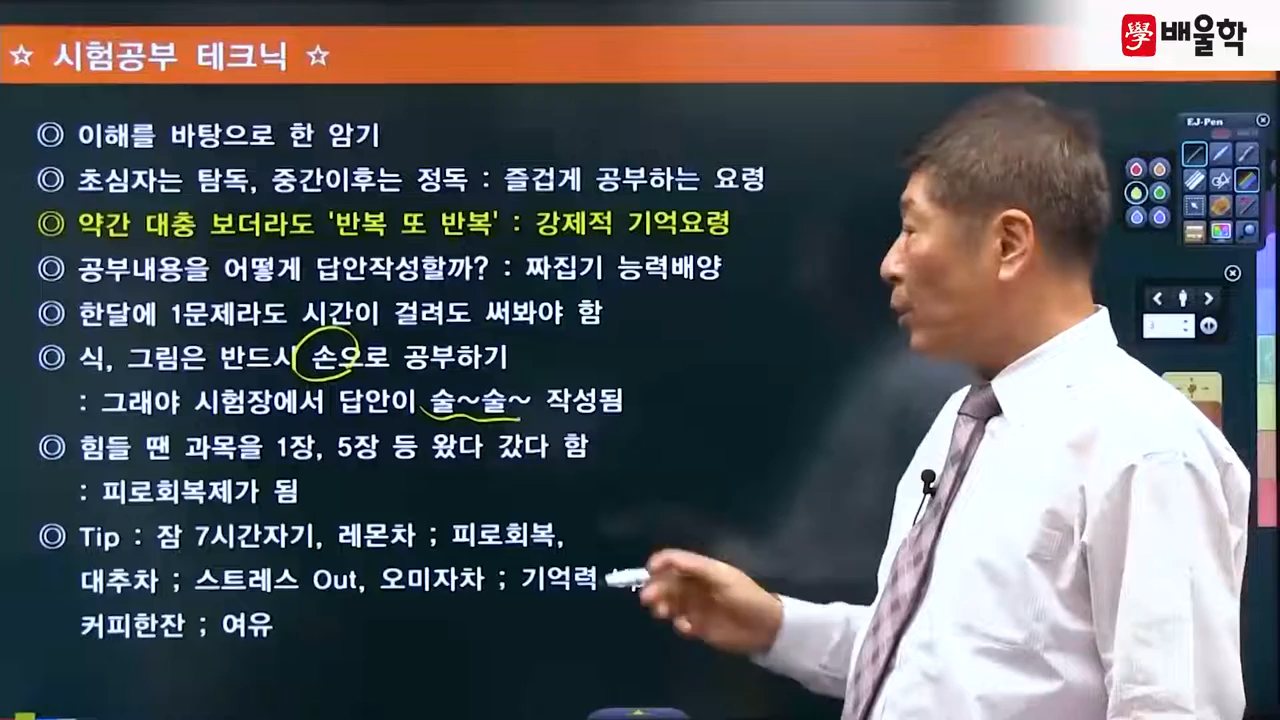 學 배울학
☆ 시험공부 테크닉 ☆
◎ 이해를 바탕으로 한 암기
◎ 초심자는 탐독, 중간이후는 정독 : 즐겁게 공부하는 요령
◎ 약간 대충 보더라도 '반복 또 반복' : 강제적 기억요령
◎ 공부내용을 어떻게 답안작성할까? : 짜집기 능력배양
◎ 한달에 1문제라도 시간이 걸려도 써봐야 함
◎ 식, 그림은 반드시 손으로 공부하기
: 그래야 시험장에서 답안이 술~술~ 작성됨
◎ 힘들 땐 과목을 1장, 5장 등 왔다 갔다 함
: 피로회복제가 됨
◎ Tip : 잠 7시간자기, 레몬차 ; 피로회복,
대추차 ; 스트레스 Out, 오미자차 ; 기억력
커피한잔 ; 여유
EJ-Pen